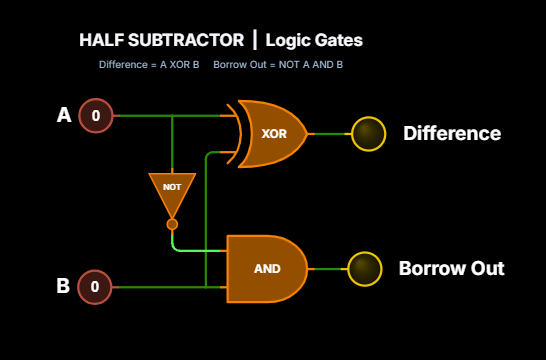 HALF SUBTRACTOR | Logic Gates
Difference = A XOR B Borrow Out = NOT A AND B
A 0
XOR
Difference
NOT
AND
Borrow Out
B 0